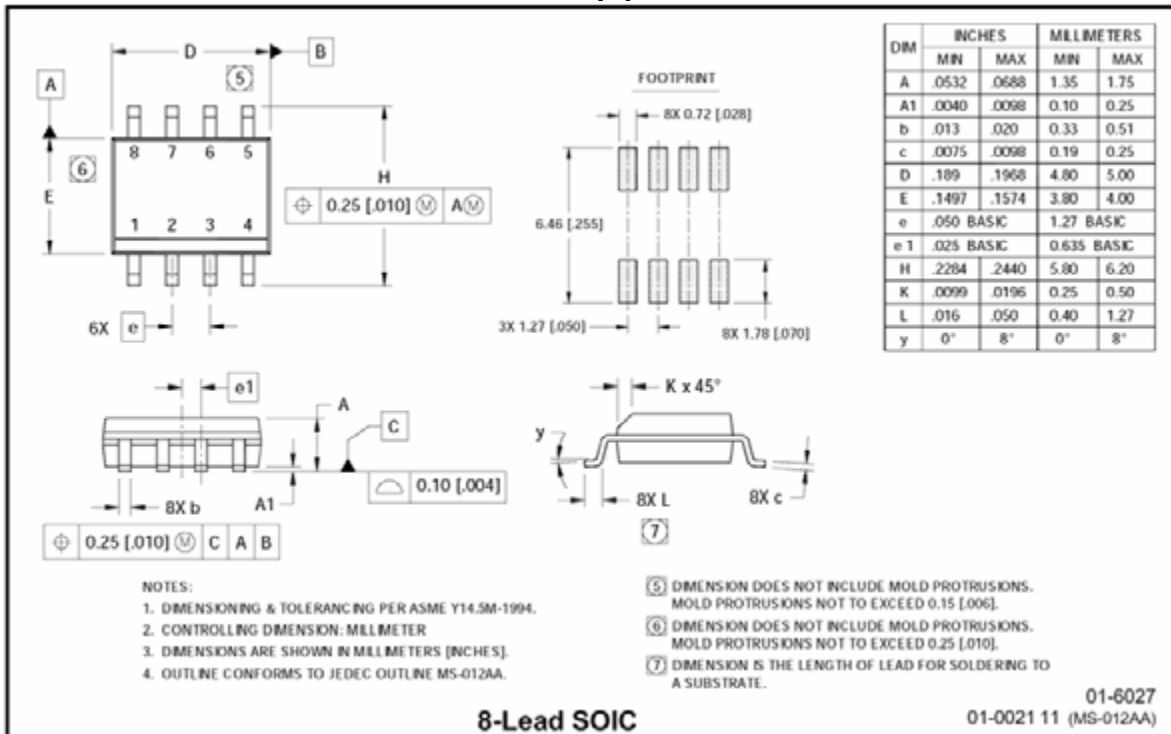 D
B
5
A
8 7 6 5
6
E
H
⌖ 0.25 [.010] Ⓜ AⓂ
1 2 3 4
6X e
FOOTPRINT
8X 0.72 [.028]
6.46 [.255]
3X 1.27 [.050]
8X 1.78 [.070]
DIM INCHES MILLIMETERS
MIN MAX MIN MAX
A .0532 .0688 1.35 1.75
A1 .0040 .0098 0.10 0.25
b .013 .020 0.33 0.51
c .0075 .0098 0.19 0.25
D .189 .1968 4.80 5.00
E .1497 .1574 3.80 4.00
e .050 BASIC 1.27 BASIC
e 1 .025 BASIC 0.635 BASIC
H .2284 .2440 5.80 6.20
K .0099 .0196 0.25 0.50
L .016 .050 0.40 1.27
y 0° 8° 0° 8°
e1
A
C
0.10 [.004]
8X b
A1
⌖ 0.25 [.010] Ⓜ C A B
K x 45°
y
8X L
8X c
7
NOTES:
1. DIMENSIONING & TOLERANCING PER ASME Y14.5M-1994.
2. CONTROLLING DIMENSION: MILLIMETER
3. DIMENSIONS ARE SHOWN IN MILLIMETERS [INCHES].
4. OUTLINE CONFORMS TO JEDEC OUTLINE MS-012AA.
5 DIMENSION DOES NOT INCLUDE MOLD PROTRUSIONS.
MOLD PROTRUSIONS NOT TO EXCEED 0.15 [.006].
6 DIMENSION DOES NOT INCLUDE MOLD PROTRUSIONS.
MOLD PROTRUSIONS NOT TO EXCEED 0.25 [.010].
7 DIMENSION IS THE LENGTH OF LEAD FOR SOLDERING TO
A SUBSTRATE.
8-Lead SOIC
01-6027
01-0021 11 (MS-012AA)